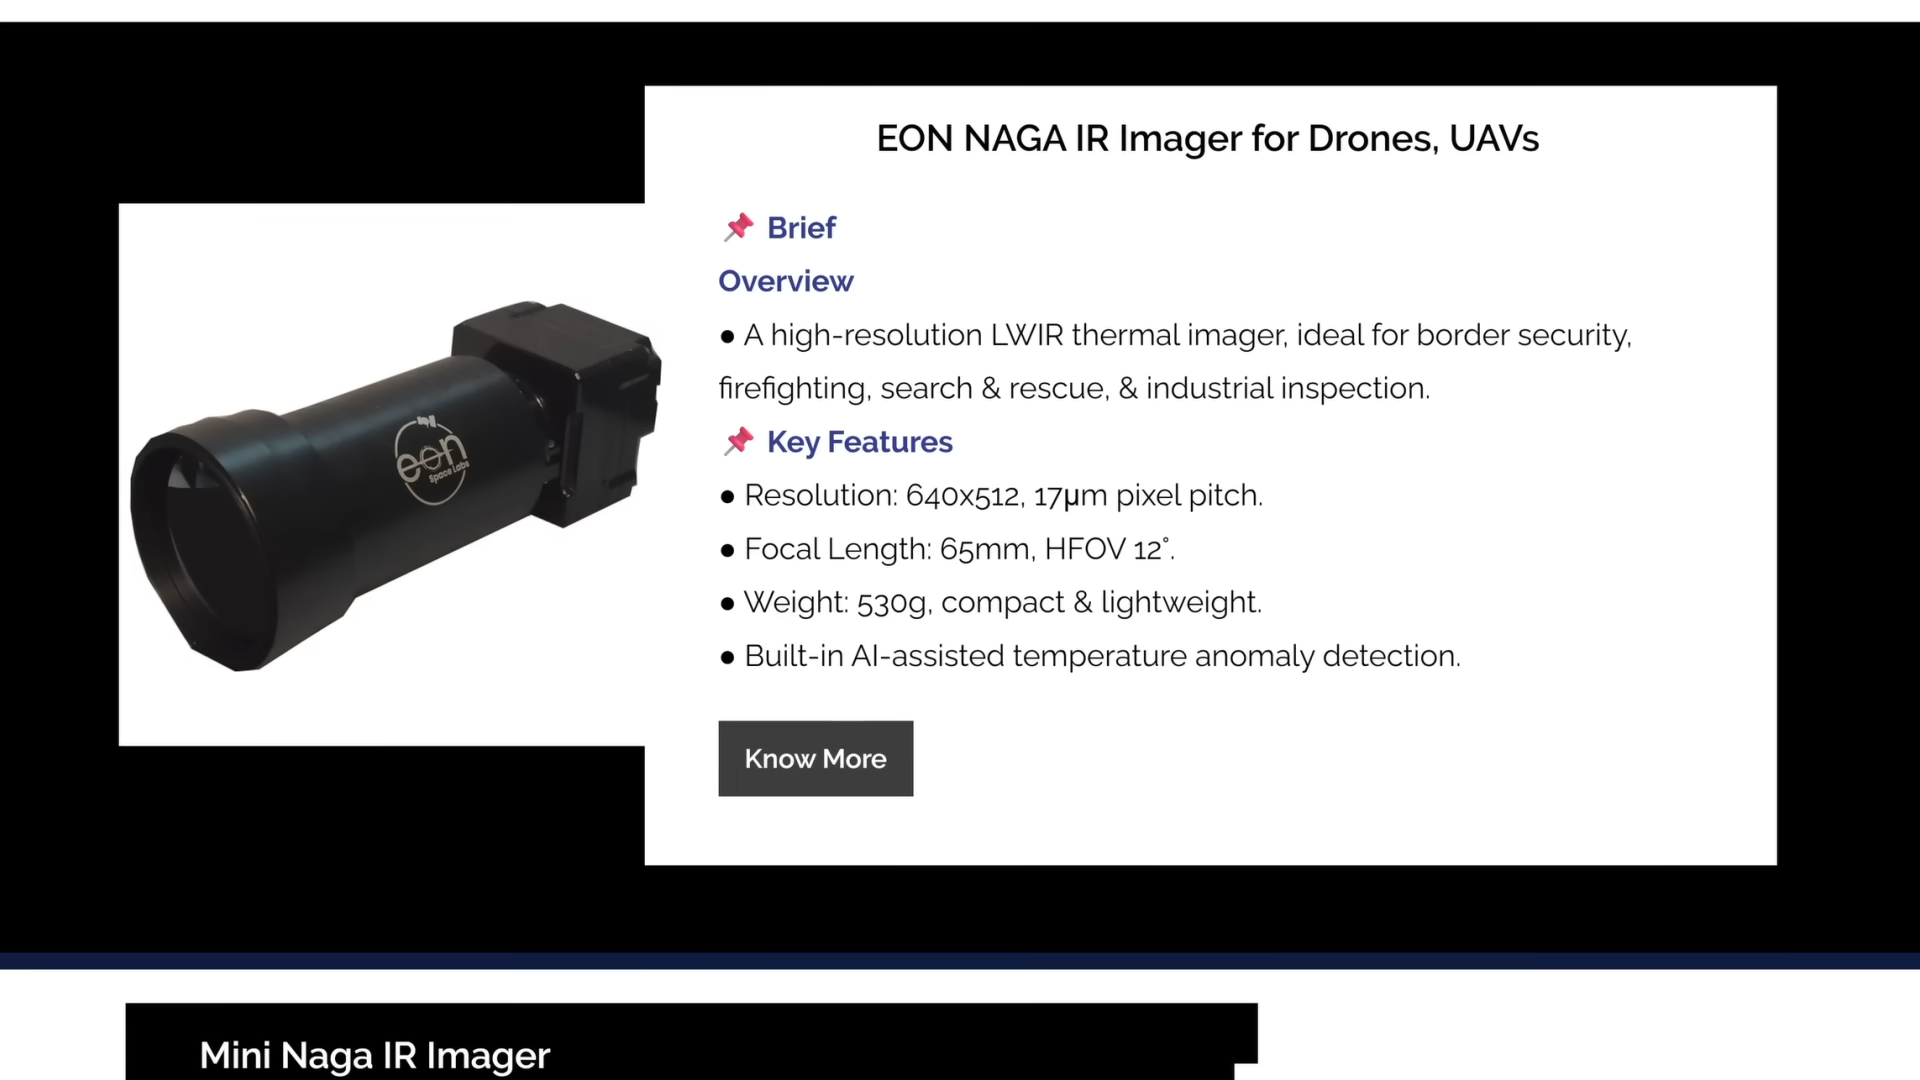 EON NAGA IR Imager for Drones, UAVs
📌 Brief
Overview
● A high-resolution LWIR thermal imager, ideal for border security,
firefighting, search & rescue, & industrial inspection.
📌 Key Features
● Resolution: 640x512, 17μm pixel pitch.
● Focal Length: 65mm, HFOV 12°.
● Weight: 530g, compact & lightweight.
● Built-in AI-assisted temperature anomaly detection.
Know More
eon
Space Labs
Mini Naga IR Imager